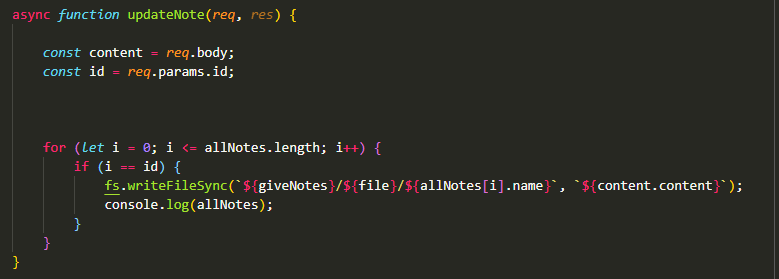 async function updateNote(req, res) {
const content = req.body;
const id = req.params.id;
for (let i = 0; i <= allNotes.length; i++) {
if (i == id) {
fs.writeFileSync(`${giveNotes}/${file}/${allNotes[i].name}`, `${content.content}`);
console.log(allNotes);
}
}
}